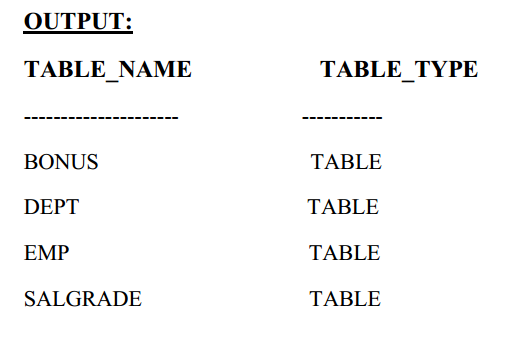 OUTPUT:
TABLE_NAME TABLE_TYPE
--------------------- -----------
BONUS TABLE
DEPT TABLE
EMP TABLE
SALGRADE TABLE